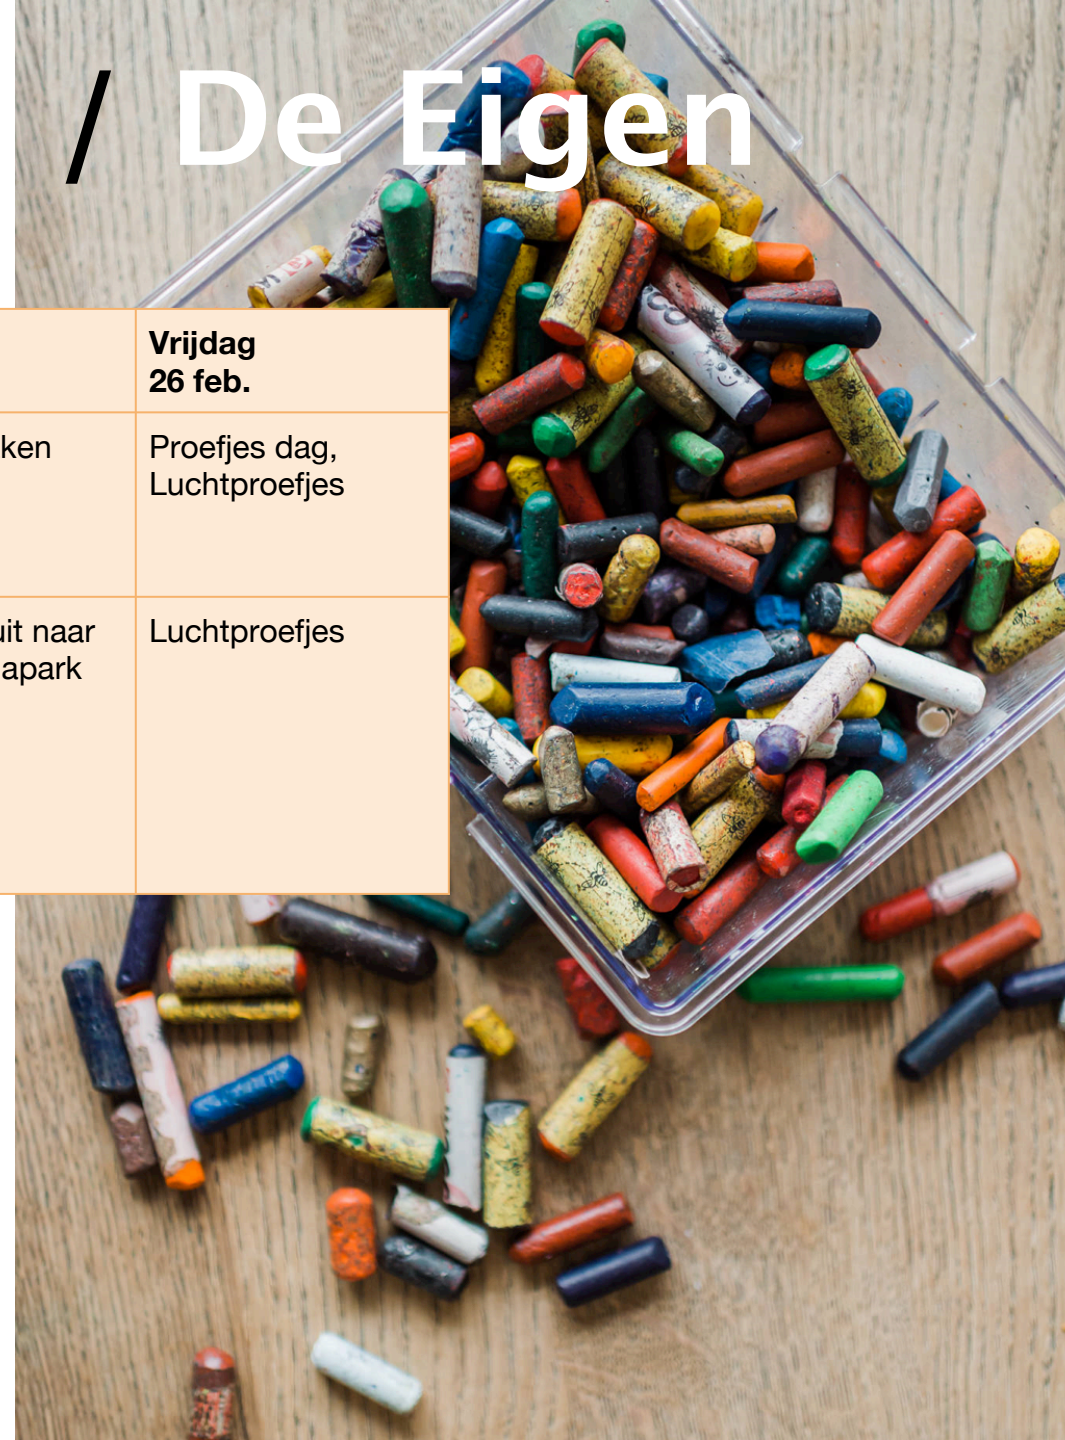 / De Eigen
Vrijdag
26 feb.
ken
Proefjes dag,
Luchtproefjes
uit naar
apark
Luchtproefjes